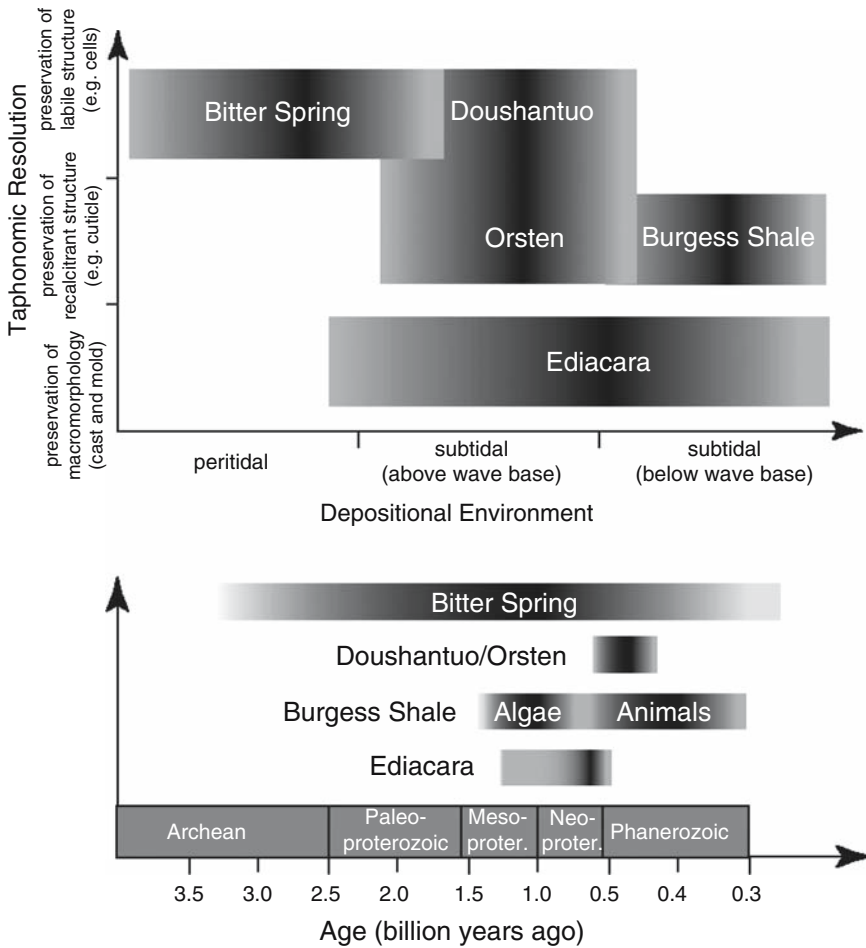 Taphonomic Resolution
preservation of
labile structure
(e.g. cells)
preservation of
recalcitrant structure
(e.g. cuticle)
preservation of
macromorphology
(cast and mold)
Bitter Spring
Doushantuo
Orsten
Burgess Shale
Ediacara
peritidal
subtidal
(above wave base)
subtidal
(below wave base)
Depositional Environment
Bitter Spring
Doushantuo/Orsten
Burgess Shale
Algae
Animals
Ediacara
Archean
Paleo-
proterozoic
Meso-
proter.
Neo-
proter.
Phanerozoic
3.5 3.0 2.5 2.0 1.5 1.0 0.5 0.4 0.3
Age (billion years ago)